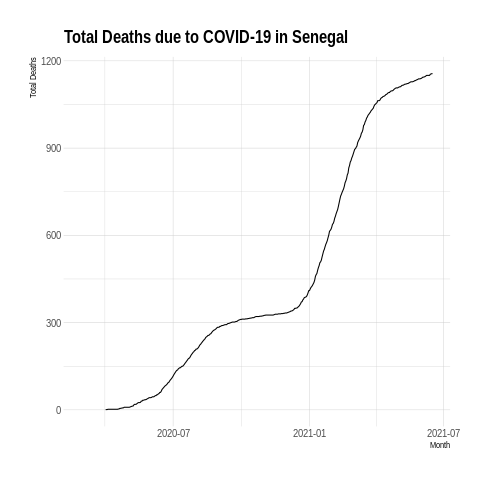 Total Deaths due to COVID-19 in Senegal
Total Deaths
1200
900
600
300
0
2020-07
2021-01
2021-07
Month